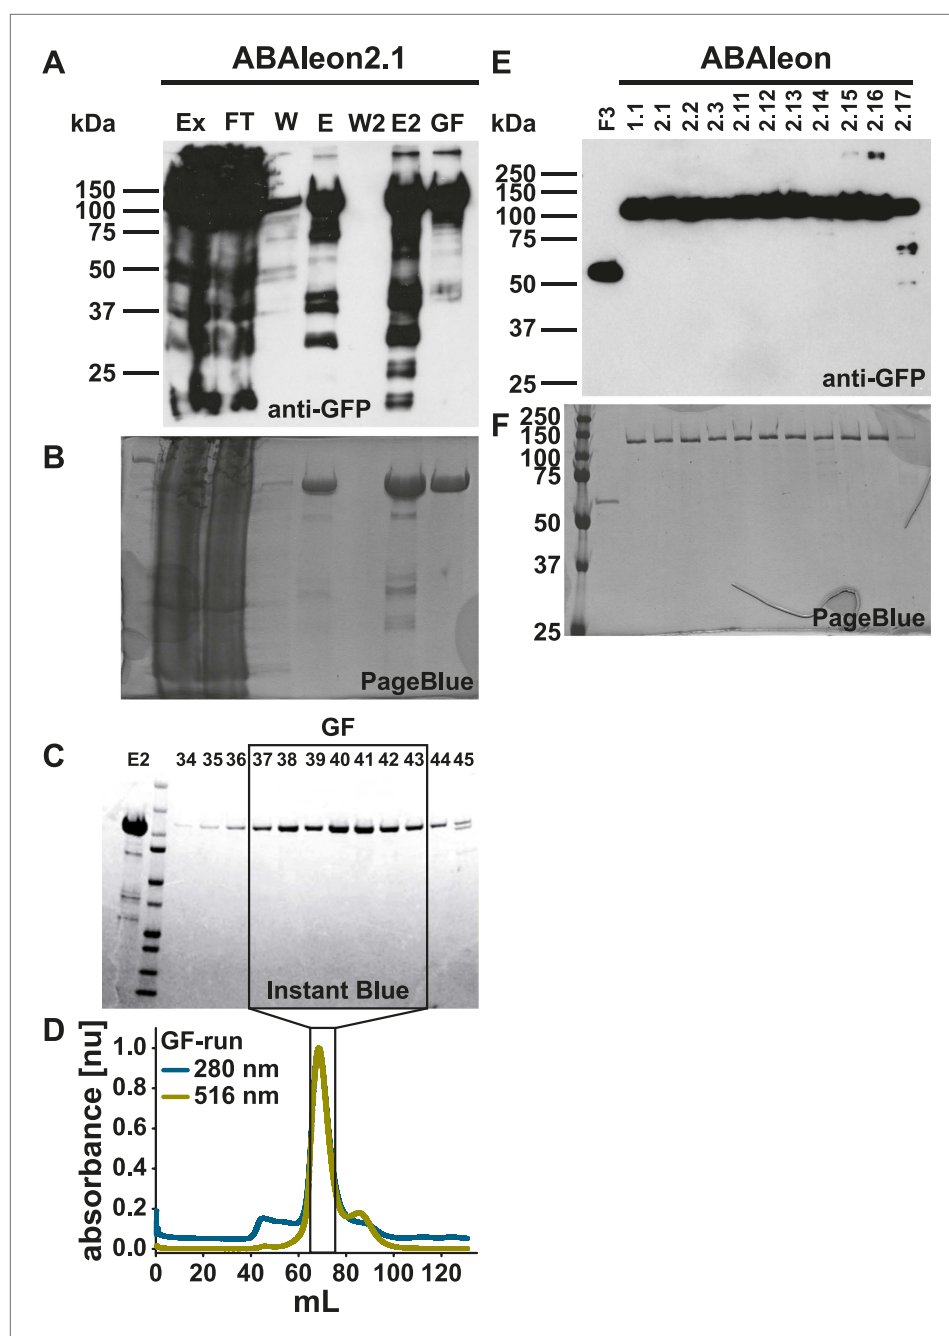 A
ABAleon2.1
kDa
Ex FT W E W2 E2 GF
150
100
75
50
37
25
anti-GFP
B
PageBlue
C
GF
E2 34 35 36 37 38 39 40 41 42 43 44 45
Instant Blue
D
absorbance [nu]
GF-run
280 nm
516 nm
1.0
0.8
0.6
0.4
0.2
0.0
0 20 40 60 80 100 120
mL
E
ABAleon
kDa
F3 1.1 2.1 2.2 2.3 2.11 2.12 2.13 2.14 2.15 2.16 2.17
250
150
100
75
50
37
25
anti-GFP
F
250
150
100
75
50
37
25
PageBlue